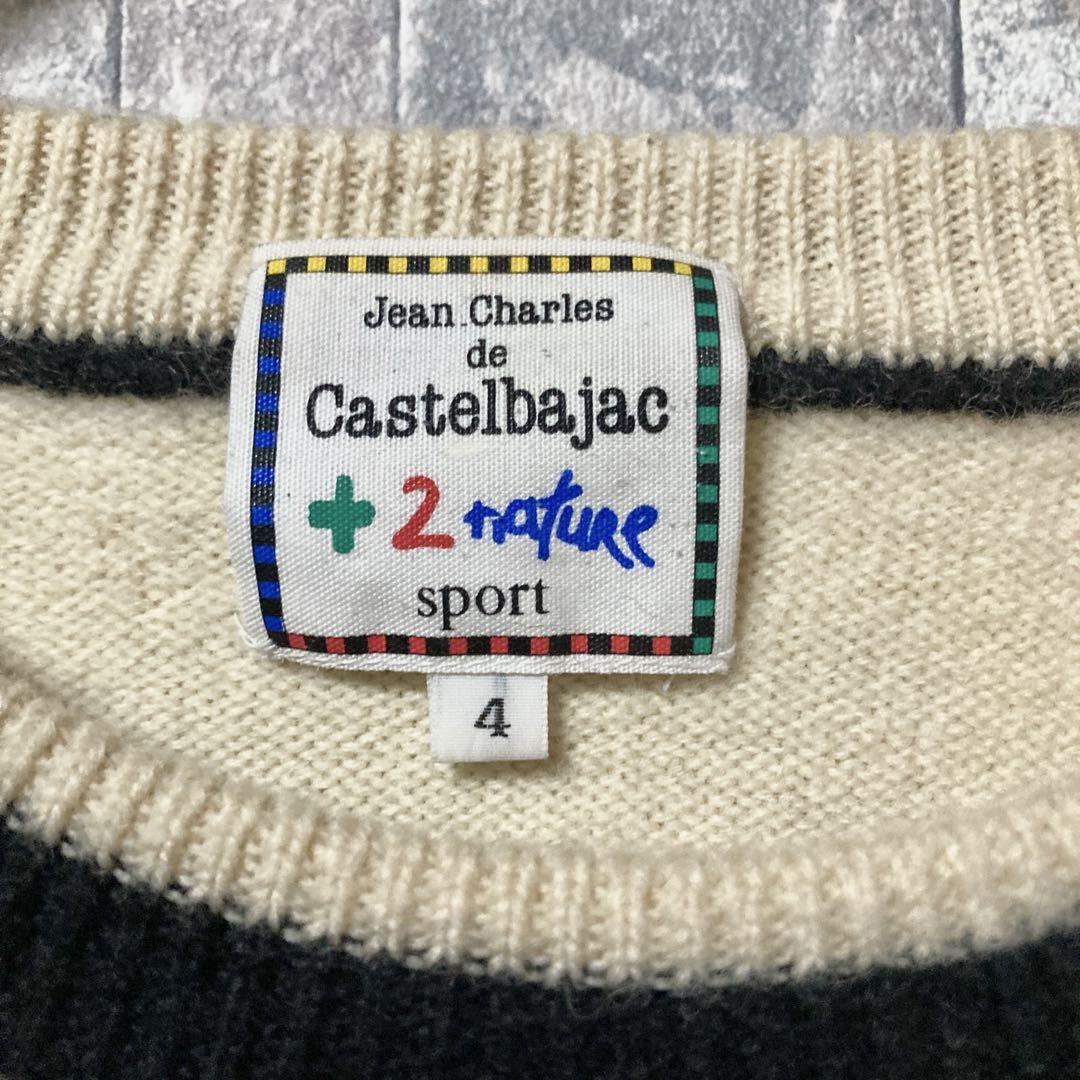 Jean.Charles
de
Castelbajac
+2 nature
sport
4